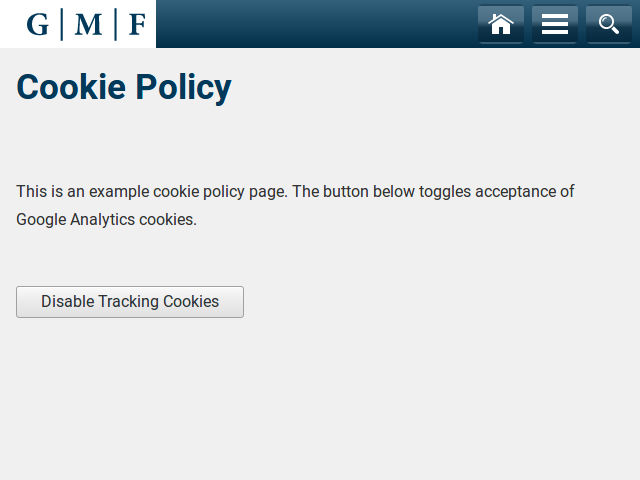 G|M|F
Cookie Policy
This is an example cookie policy page. The button below toggles acceptance of
Google Analytics cookies.
Disable Tracking Cookies